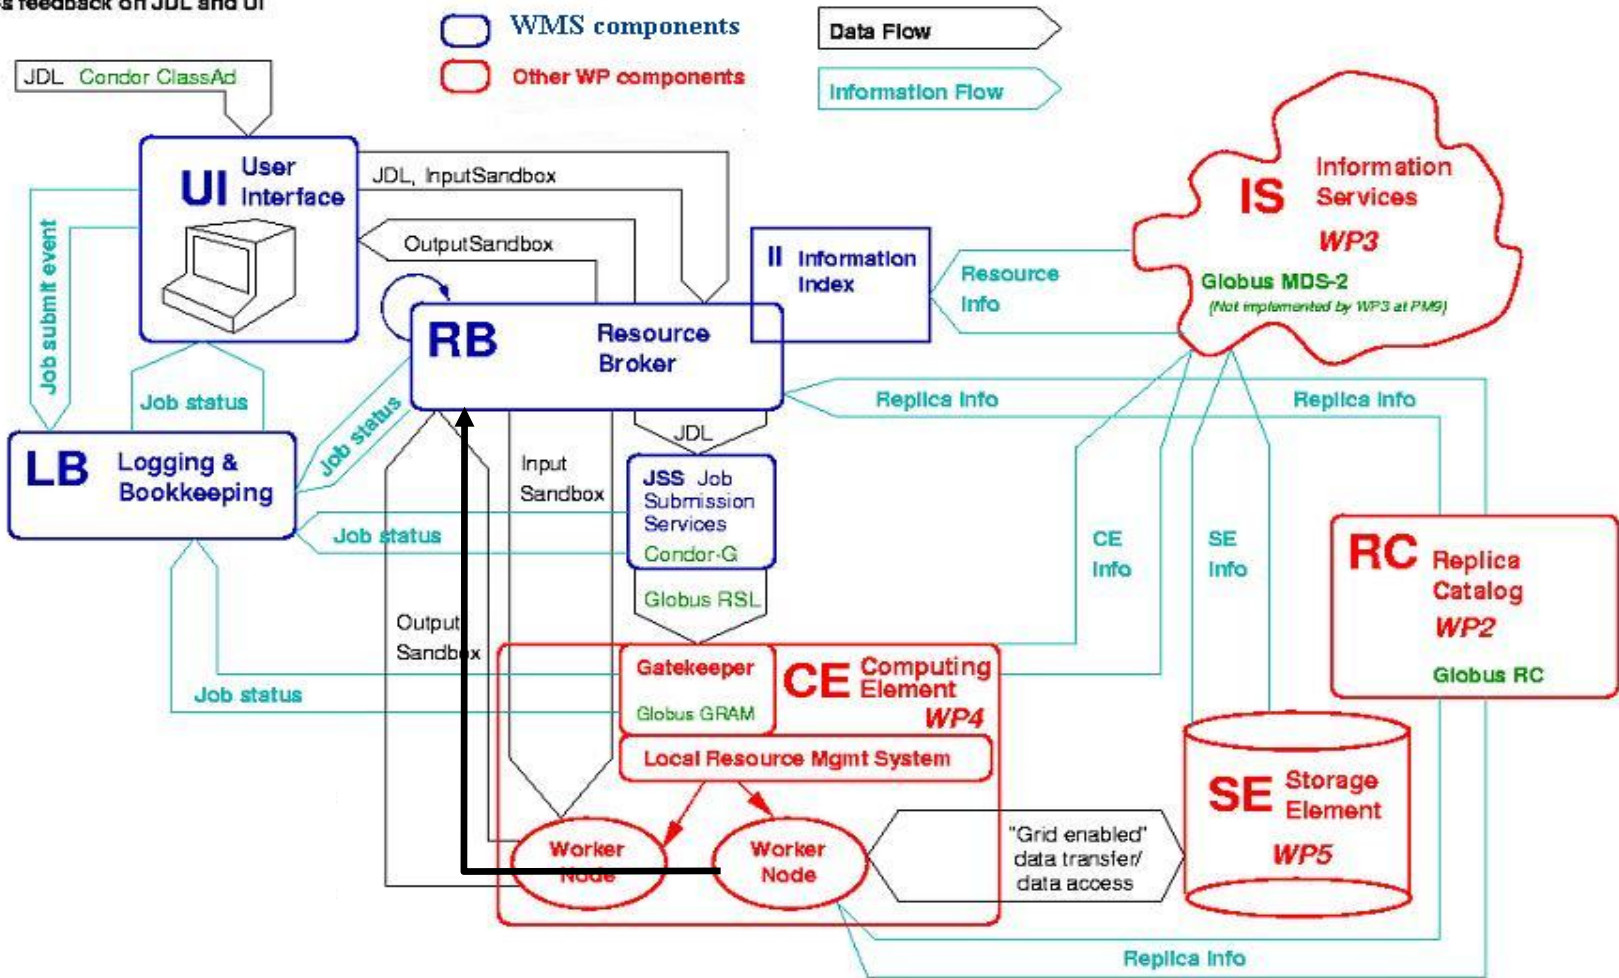 s feedback on JDL and UI
WMS components
Other WP components
Data Flow
Information Flow
JDL Condor ClassAd
UI User
Interface
JDL, InputSandbox
OutputSandbox
Job submit event
II Information
Index
Resource
Info
IS Information
Services
WP3
Globus MDS-2
(Not implemented by WP3 at PM9)
RB Resource
Broker
Job status
Job status
Replica Info
Replica Info
LB Logging &
Bookkeeping
JDL
Input
Sandbox
JSS Job
Submission
Services
Condor-G
Job status
Globus RSL
CE
Info
SE
Info
RC Replica
Catalog
WP2
Globus RC
Output
Sandbox
Job status
Gatekeeper
Globus GRAM
CE Computing
Element
WP4
Local Resource Mgmt System
Worker
Node
Worker
Node
"Grid enabled"
data transfer/
data access
SE Storage
Element
WP5
Replica Info